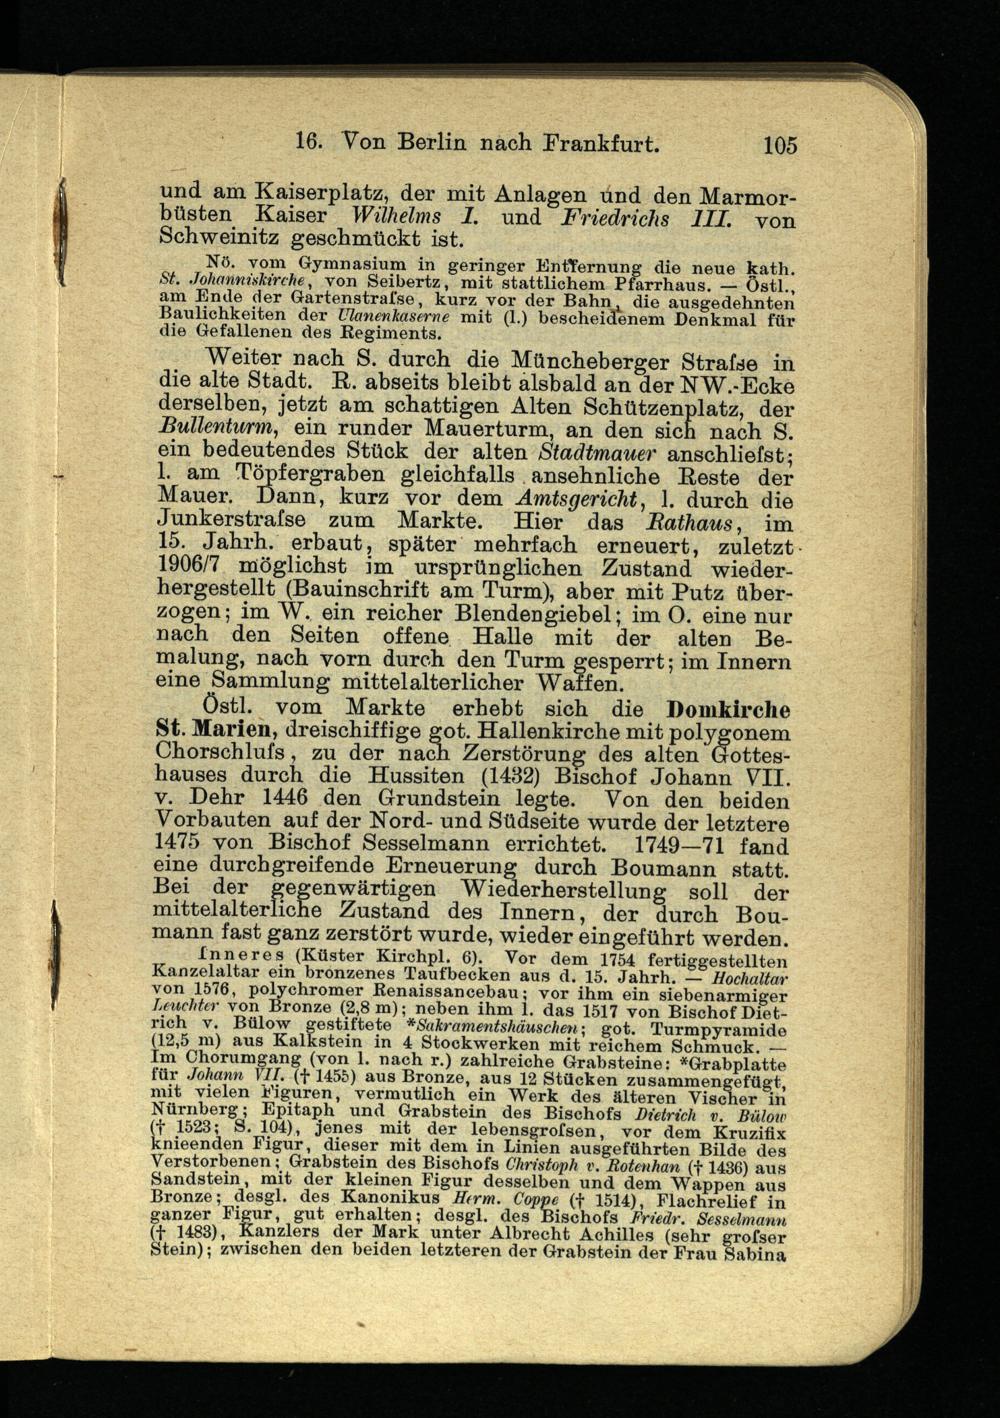 16. Von Berlin nach Frankfurt. 105
und am Kaiserplatz, der mit Anlagen und den Marmor-
büsten Kaiser Wilhelms I. und Friedrichs III. von
Schweinitz geschmückt ist.
Nö. vom Gymnasium in geringer Entfernung die neue kath.
St. Johanniskirche, von Seibertz, mit stattlichem Pfarrhaus. — Östl.,
am Ende der Gartenstraſse, kurz vor der Bahn, die ausgedehnten
Baulichkeiten der Ulanenkaserne mit (l.) bescheidenem Denkmal für
die Gefallenen des Regiments.
Weiter nach S. durch die Müncheberger Straſse in
die alte Stadt. R. abseits bleibt alsbald an der NW.-Ecke
derselben, jetzt am schattigen Alten Schützenplatz, der
Bullenturm, ein runder Mauerturm, an den sich nach S.
ein bedeutendes Stück der alten Stadtmauer anschlieſst;
l. am Töpfergraben gleichfalls ansehnliche Reste der
Mauer. Dann, kurz vor dem Amtsgericht, l. durch die
Junkerstraſse zum Markte. Hier das Rathaus, im
15. Jahrh. erbaut, später mehrfach erneuert, zuletzt
1906/7 möglichst im ursprünglichen Zustand wieder-
hergestellt (Bauinschrift am Turm), aber mit Putz über-
zogen; im W. ein reicher Blendengiebel; im O. eine nur
nach den Seiten offene Halle mit der alten Be-
malung, nach vorn durch den Turm gesperrt; im Innern
eine Sammlung mittelalterlicher Waffen.
Östl. vom Markte erhebt sich die Domkirche
St. Marien, dreischiffige got. Hallenkirche mit polygonem
Chorschluſs, zu der nach Zerstörung des alten Gottes-
hauses durch die Hussiten (1432) Bischof Johann VII.
v. Dehr 1446 den Grundstein legte. Von den beiden
Vorbauten auf der Nord- und Südseite wurde der letztere
1475 von Bischof Sesselmann errichtet. 1749—71 fand
eine durchgreifende Erneuerung durch Boumann statt.
Bei der gegenwärtigen Wiederherstellung soll der
mittelalterliche Zustand des Innern, der durch Bou-
mann fast ganz zerstört wurde, wieder eingeführt werden.
Inneres (Küster Kirchpl. 6). Vor dem 1754 fertiggestellten
Kanzelaltar ein bronzenes Taufbecken aus d. 15. Jahrh. — Hochaltar
von 1576, polychromer Renaissancebau; vor ihm ein siebenarmiger
Leuchter von Bronze (2,8 m); neben ihm l. das 1517 von Bischof Diet-
rich v. Bülow gestiftete *Sakramentshäuschen; got. Turmpyramide
(12,5 m) aus Kalkstein in 4 Stockwerken mit reichem Schmuck. —
Im Chorumgang (von l. nach r.) zahlreiche Grabsteine: *Grabplatte
für Johann VII. († 1455) aus Bronze, aus 12 Stücken zusammengefügt,
mit vielen Figuren, vermutlich ein Werk des älteren Vischer in
Nürnberg; Epitaph und Grabstein des Bischofs Dietrich v. Bülow
(† 1523; S. 104), jenes mit der lebensgroſsen, vor dem Kruzifix
knieenden Figur, dieser mit dem in Linien ausgeführten Bilde des
Verstorbenen; Grabstein des Bischofs Christoph v. Rotenhan († 1436) aus
Sandstein, mit der kleinen Figur desselben und dem Wappen aus
Bronze; desgl. des Kanonikus Herm. Coppe († 1514), Flachrelief in
ganzer Figur, gut erhalten; desgl. des Bischofs Friedr. Sesselmann
(† 1483), Kanzlers der Mark unter Albrecht Achilles (sehr groſser
Stein); zwischen den beiden letzteren der Grabstein der Frau Sabina